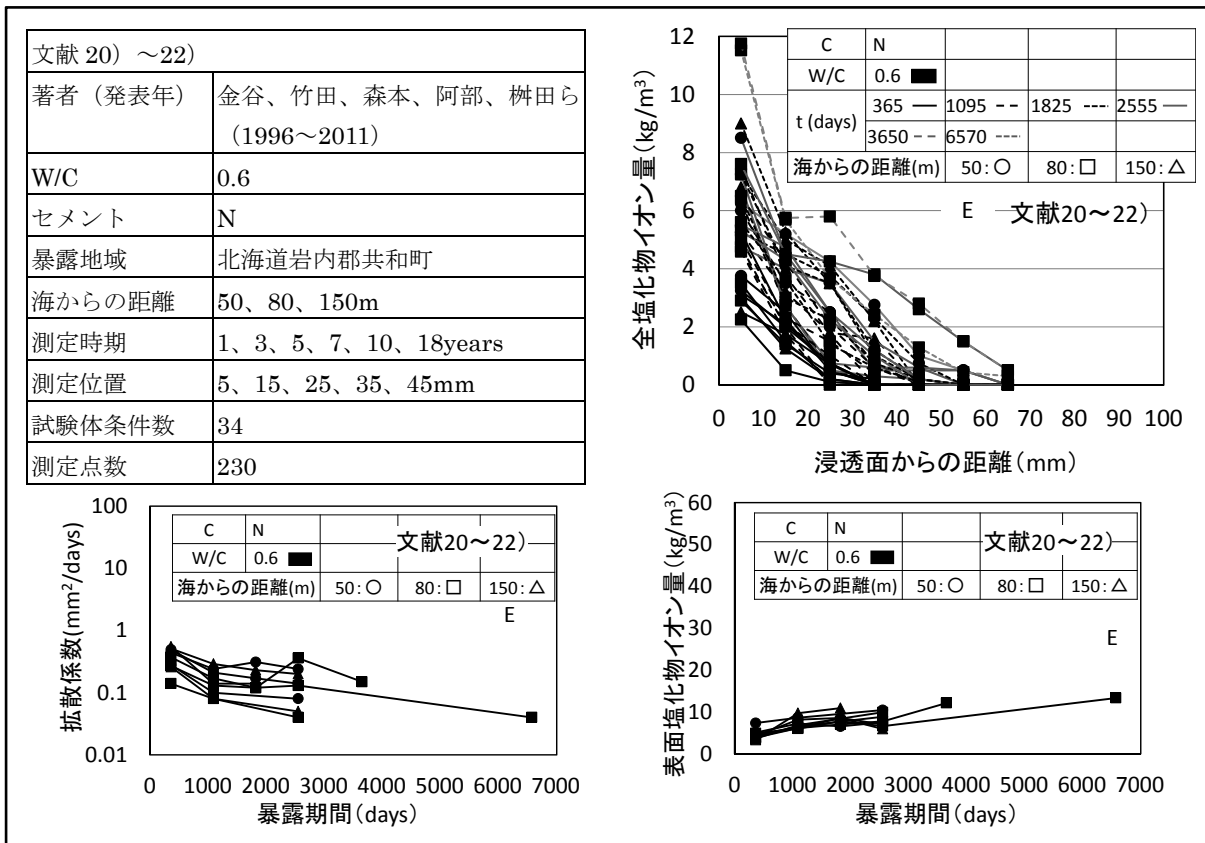 文献 20）～22）
著者（発表年） 金谷、竹田、森本、阿部、桝田ら
（1996～2011）
W/C 0.6
セメント N
暴露地域 北海道岩内郡共和町
海からの距離 50、80、150m
測定時期 1、3、5、7、10、18years
測定位置 5、15、25、35、45mm
試験体条件数 34
測定点数 230
全塩化物イオン量(kg/m³)
12
10
8
6
4
2
0
C N
W/C 0.6 ■
t (days) 365 1095 1825 2555
3650 6570
海からの距離(m) 50:○ 80:□ 150:△
E 文献20～22）
0 10 20 30 40 50 60 70 80 90 100
浸透面からの距離(mm)
拡散係数(mm²/days)
100
10
1
0.1
0.01
C N
W/C 0.6 ■
文献20～22）
海からの距離(m) 50:○ 80:□ 150:△
E
0 1000 2000 3000 4000 5000 6000 7000
暴露期間(days)
表面塩化物イオン量(kg/m³)
60
50
40
30
20
10
0
C N
W/C 0.6 ■
文献20～22）
海からの距離(m) 50:○ 80:□ 150:△
E
0 1000 2000 3000 4000 5000 6000 7000
暴露期間(days)